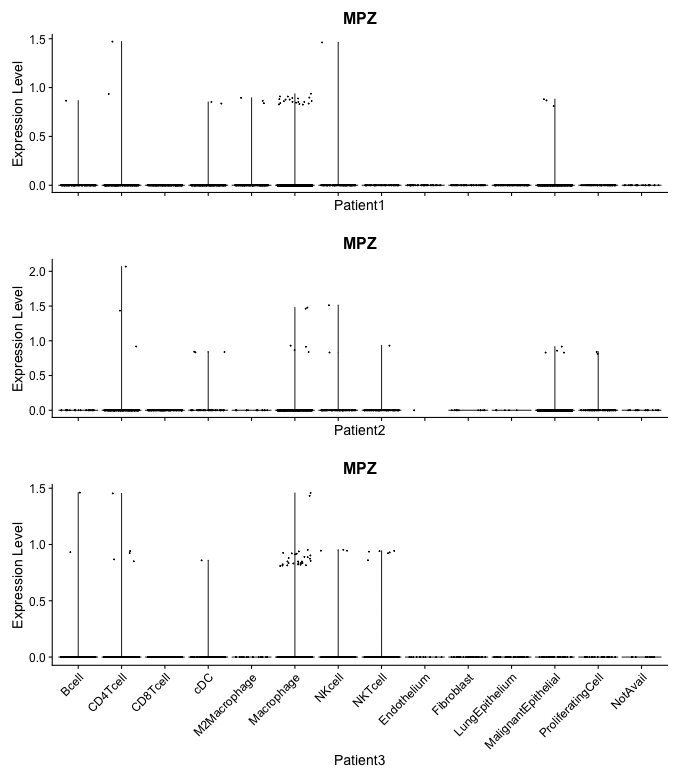 MPZ
Expression Level
1.5
1.0
0.5
0.0
Patient1
MPZ
Expression Level
2.0
1.5
1.0
0.5
0.0
Patient2
MPZ
Expression Level
1.5
1.0
0.5
0.0
Bcell
CD4Tcell
CD8Tcell
cDC
M2Macrophage
Macrophage
NKcell
NKTcell
Endothelium
Fibroblast
LungEpithelium
MalignantEpithelial
ProliferatingCell
NotAvail
Patient3